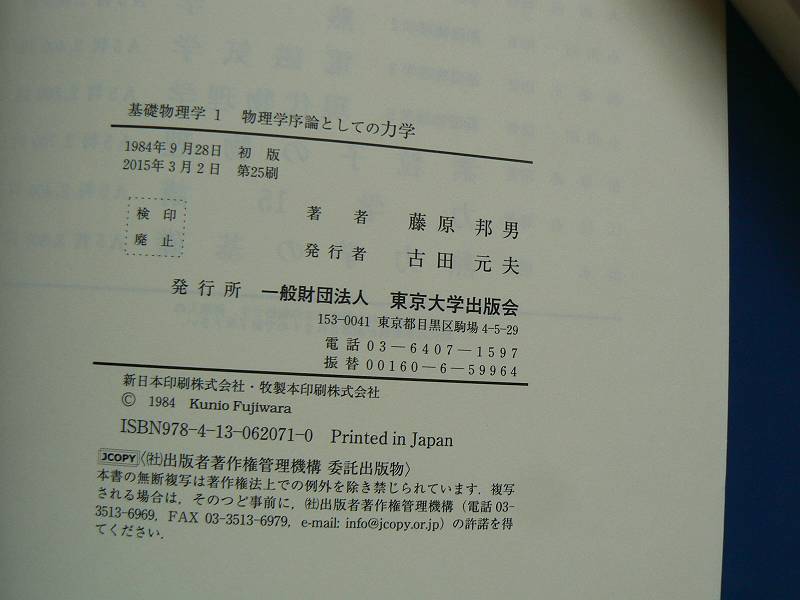 基礎物理学 1　物理学序論としての力学
1984年9月28日　初　版
2015年3月2日　第25刷
検印
廃止
著　者　藤原 邦男
発行者　古田 元夫
発行所　一般財団法人　東京大学出版会
153-0041 東京都目黒区駒場 4-5-29
電話 03—6407—1597
振替 00160—6—59964
新日本印刷株式会社・牧製本印刷株式会社
© 1984 Kunio Fujiwara
ISBN978-4-13-062071-0 Printed in Japan
JCOPY〈㈳出版者著作権管理機構 委託出版物〉
本書の無断複写は著作権法上での例外を除き禁じられています．複写
される場合は，そのつど事前に，㈳出版者著作権管理機構（電話 03-
3513-6969，FAX 03-3513-6979，e-mail: info@jcopy.or.jp）の許諾を得
てください．